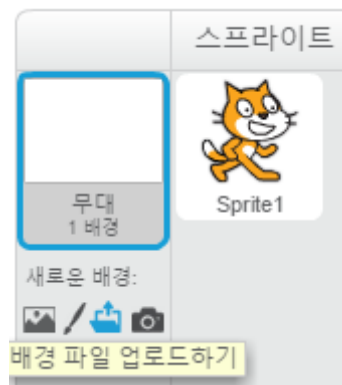 스프라이트
무대
1 배경
Sprite1
새로운 배경:
배경 파일 업로드하기